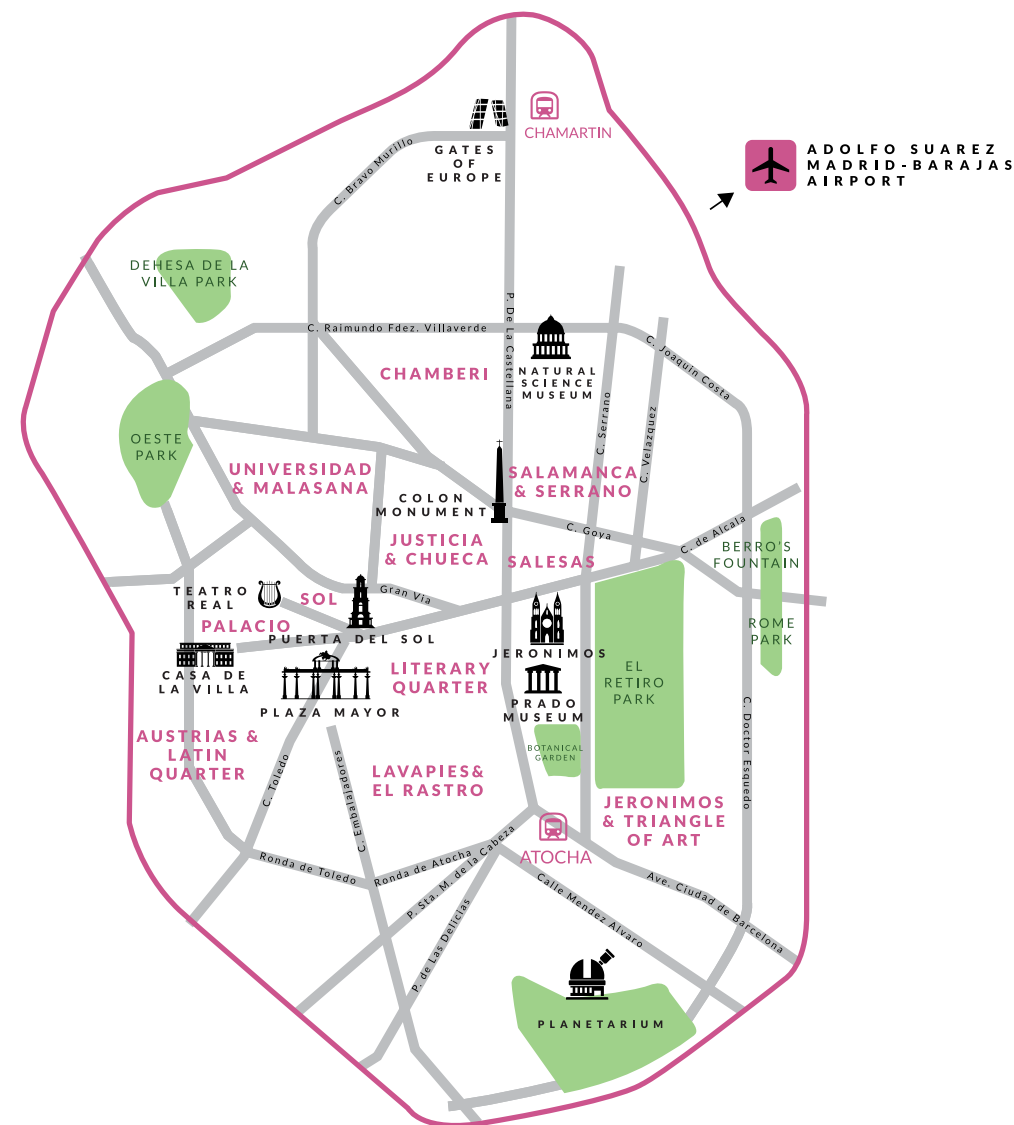 CHAMARTIN
GATES
OF
EUROPE
ADOLFO SUAREZ
MADRID-BARAJAS
AIRPORT
C. Bravo Murillo
DEHESA DE LA
VILLA PARK
P. De La Castellana
C. Raimundo Fdez. Villaverde
C. Joaquin Costa
CHAMBERI
NATURAL
SCIENCE
MUSEUM
C. Serrano
C. Velazquez
OESTE
PARK
UNIVERSIDAD
& MALASANA
SALAMANCA
& SERRANO
COLON
MONUMENT
C. Goya
C. de Alcala
JUSTICIA
& CHUECA
SALESAS
BERRO'S
FOUNTAIN
TEATRO
REAL
SOL
Gran Via
PALACIO
PUERTA DEL SOL
ROME
PARK
JERONIMOS
CASA DE
LA VILLA
LITERARY
QUARTER
EL
RETIRO
PARK
PLAZA MAYOR
PRADO
MUSEUM
AUSTRIAS &
LATIN
QUARTER
BOTANICAL
GARDEN
C. Doctor Esquedo
C. Toledo
C. Embajaladores
LAVAPIES&
EL RASTRO
JERONIMOS
& TRIANGLE
OF ART
ATOCHA
Ronda de Toledo
Ronda de Atocha
P. Sta. M. de la Cabeza
Calle Mendez Alvaro
Ave. Ciudad de Barcelona
P. de Las Delicias
PLANETARIUM